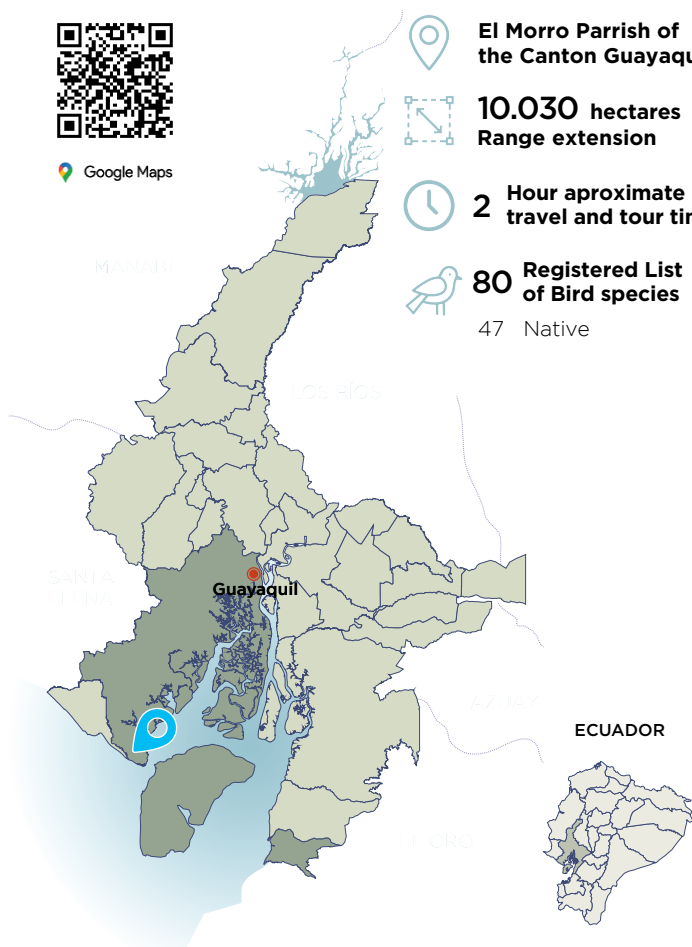 El Morro Parrish of
the Canton Guayaqu
10.030 hectares
Range extension
2 Hour aproximate
travel and tour tin
80 Registered List
of Bird species
47 Native
Google Maps
MANABÍ
LOS RÍOS
SANTA
ELENA
Guayaquil
AZUAY
EL ORO
ECUADOR